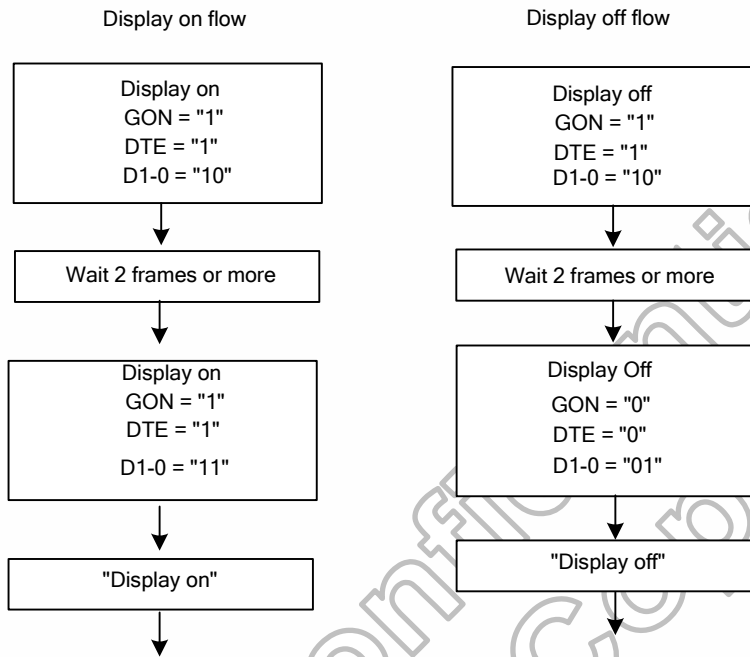 Display on flow
Display on
GON = "1"
DTE = "1"
D1-0 = "10"
Wait 2 frames or more
Display on
GON = "1"
DTE = "1"
D1-0 = "11"
"Display on"
Display off flow
Display off
GON = "1"
DTE = "1"
D1-0 = "10"
Wait 2 frames or more
Display Off
GON = "0"
DTE = "0"
D1-0 = "01"
"Display off"